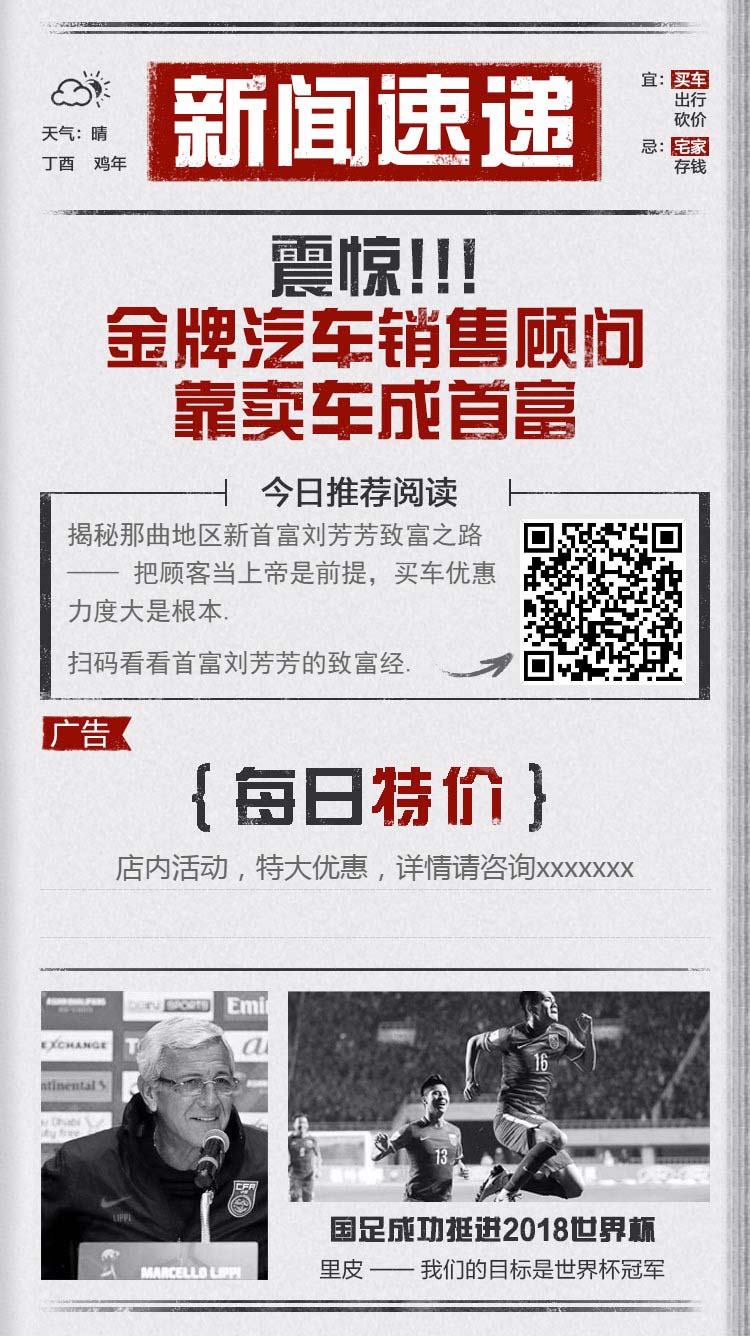 天气：晴
丁酉 鸡年
新闻速递
宜：买车
出行
砍价
忌：宅家
存钱
震惊!!!
金牌汽车销售顾问
靠卖车成首富
今日推荐阅读
揭秘那曲地区新首富刘芳芳致富之路
—— 把顾客当上帝是前提，买车优惠
力度大是根本.
扫码看看首富刘芳芳的致富经.
广告
{ 每日特价 }
店内活动，特大优惠，详情请咨询xxxxxxx
beIN SPORTS
Emir
EXCHANGE
ontinental
u Dhabi
uty free
CFA
LIPPI
MARCELLO LIPPI
16
13
国足成功挺进2018世界杯
里皮 —— 我们的目标是世界杯冠军